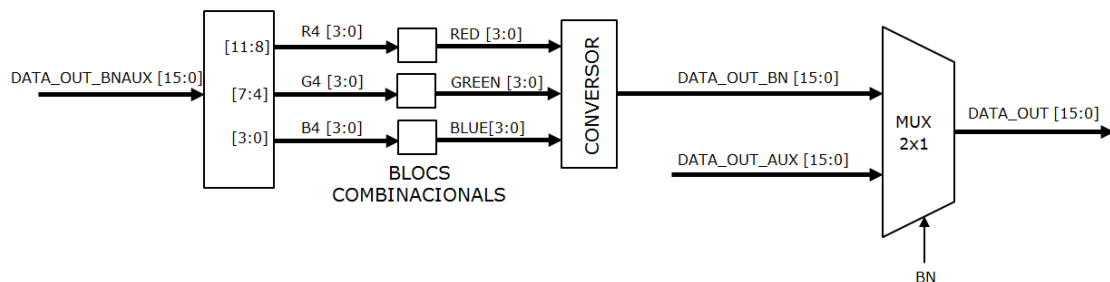 R4 [3:0]
RED [3:0]
[11:8]
DATA_OUT_BNAUX [15:0]
G4 [3:0]
GREEN [3:0]
DATA_OUT_BN [15:0]
[7:4]
CONVERSOR
MUX
2x1
DATA_OUT [15:0]
B4 [3:0]
BLUE[3:0]
[3:0]
DATA_OUT_AUX [15:0]
BLOCS
COMBINACIONALS
BN